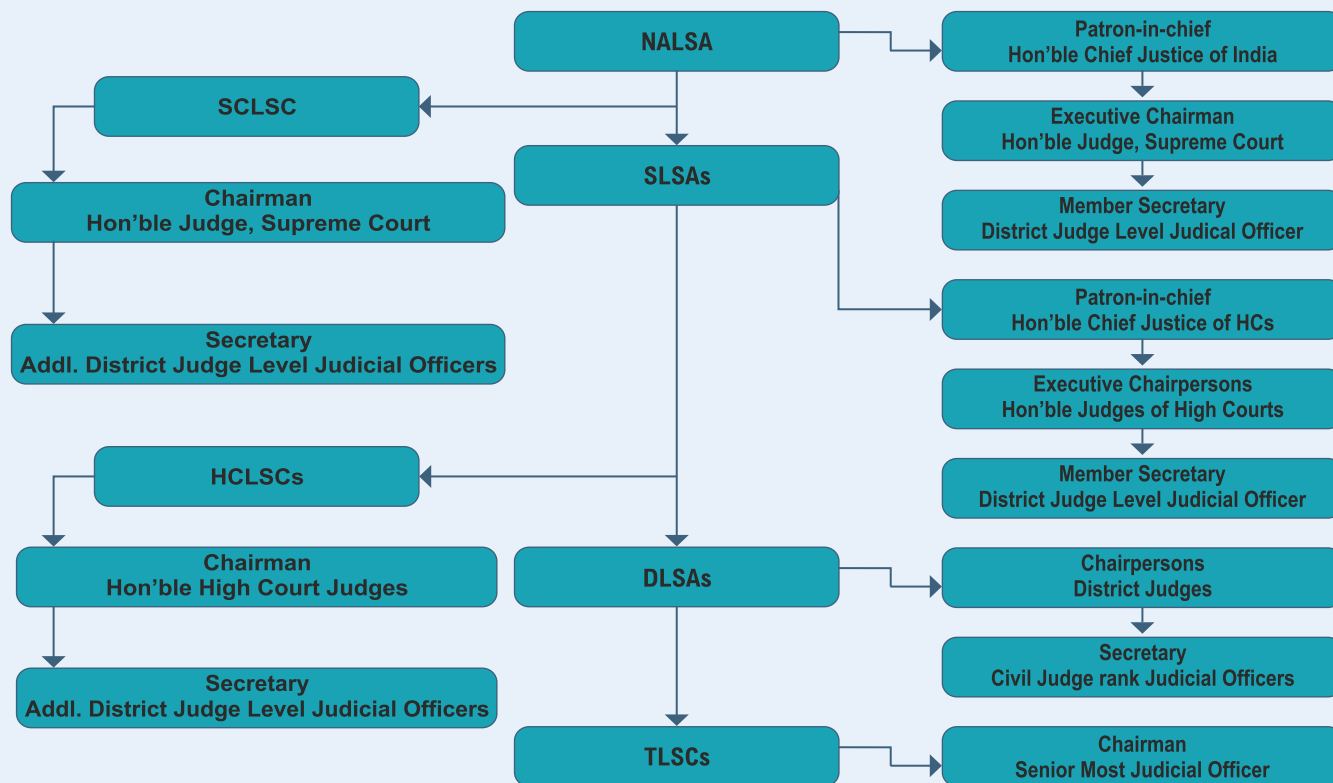 NALSA
Patron-in-chief
Hon'ble Chief Justice of India
SCLSC
Executive Chairman
Hon'ble Judge, Supreme Court
SLSAs
Chairman
Hon'ble Judge, Supreme Court
Member Secretary
District Judge Level Judical Officer
Patron-in-chief
Hon'ble Chief Justice of HCs
Secretary
Addl. District Judge Level Judicial Officers
Executive Chairpersons
Hon'ble Judges of High Courts
HCLSCs
Member Secretary
District Judge Level Judicial Officer
Chairman
Hon'ble High Court Judges
DLSAs
Chairpersons
District Judges
Secretary
Civil Judge rank Judicial Officers
Secretary
Addl. District Judge Level Judicial Officers
TLSCs
Chairman
Senior Most Judicial Officer